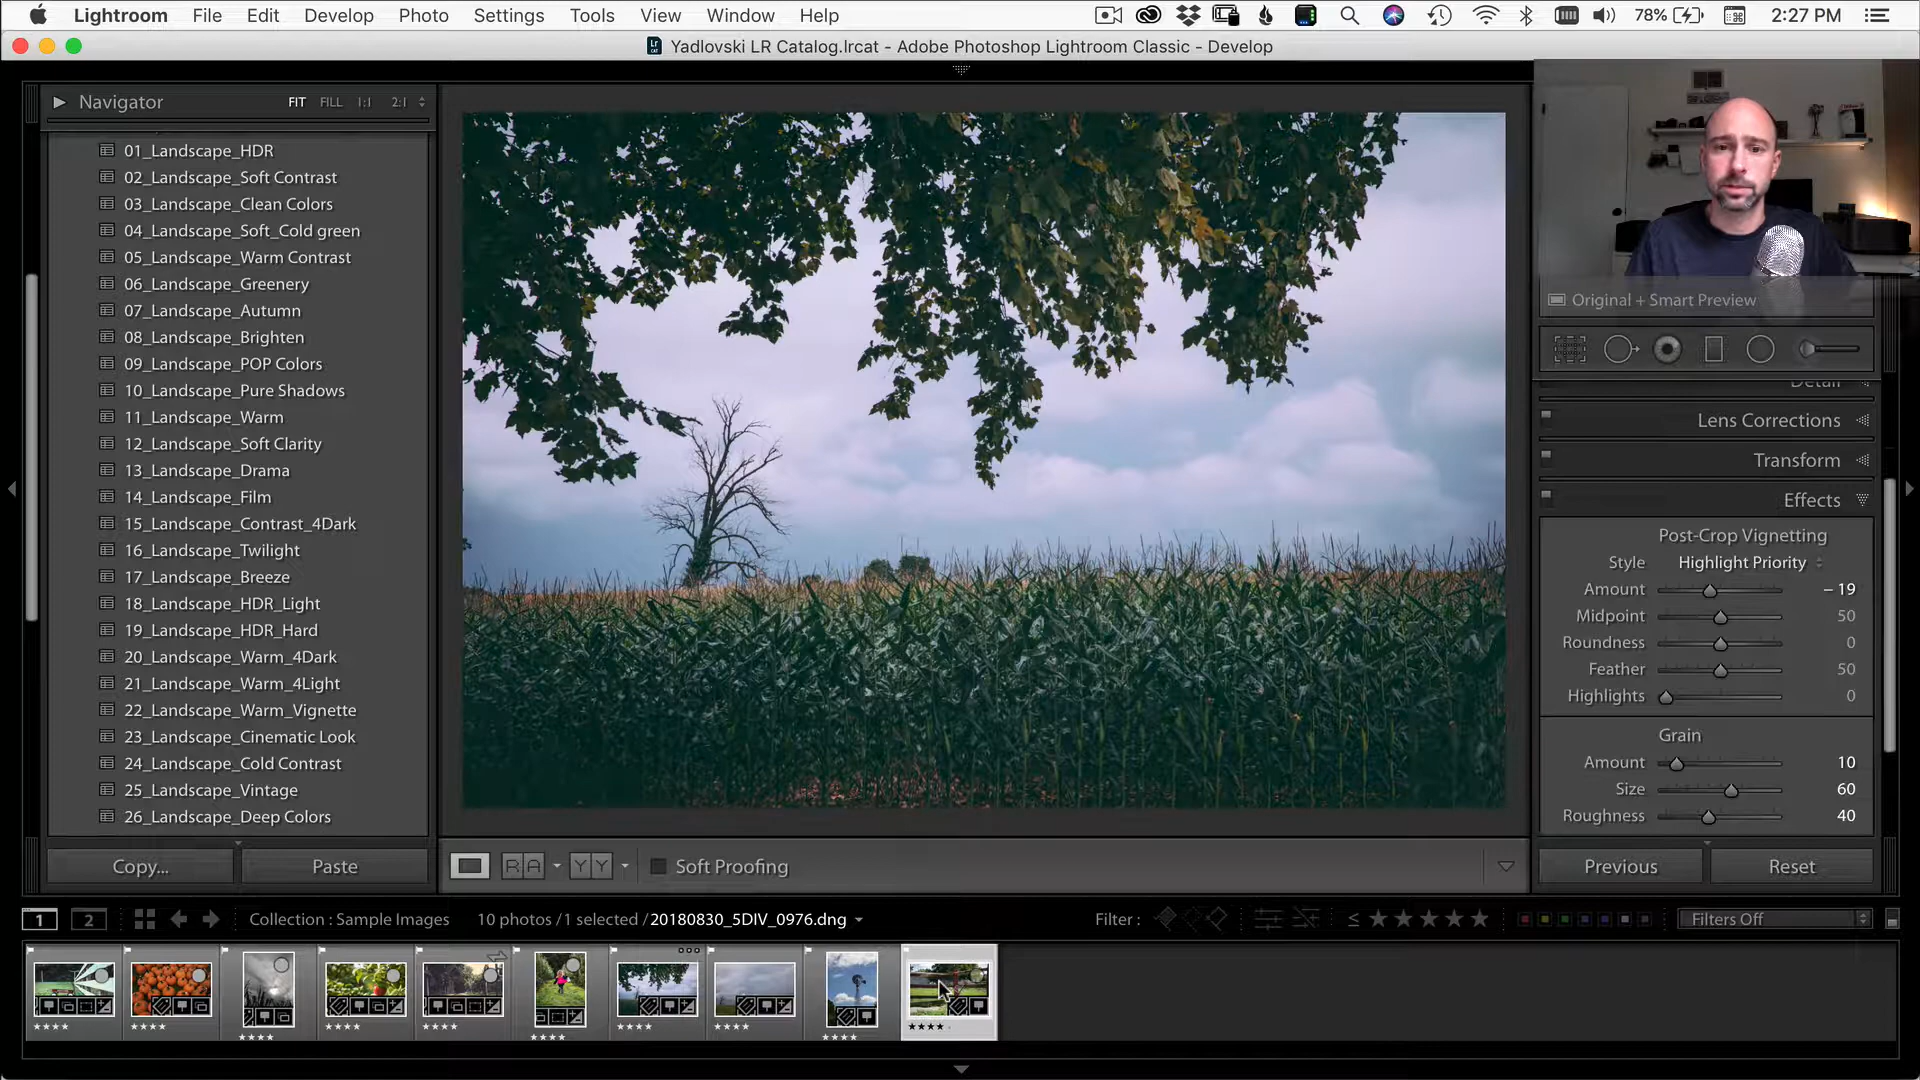 Lightroom File Edit Develop Photo Settings Tools View Window Help 78% 2:27 PM
Yadlovski LR Catalog.lrcat - Adobe Photoshop Lightroom Classic - Develop
Navigator FIT FILL 1:1 2:1
01_Landscape_HDR
02_Landscape_Soft Contrast
03_Landscape_Clean Colors
04_Landscape_Soft_Cold green
05_Landscape_Warm Contrast
06_Landscape_Greenery
07_Landscape_Autumn
08_Landscape_Brighten
09_Landscape_POP Colors
10_Landscape_Pure Shadows
11_Landscape_Warm
12_Landscape_Soft Clarity
13_Landscape_Drama
14_Landscape_Film
15_Landscape_Contrast_4Dark
16_Landscape_Twilight
17_Landscape_Breeze
18_Landscape_HDR_Light
19_Landscape_HDR_Hard
20_Landscape_Warm_4Dark
21_Landscape_Warm_4Light
22_Landscape_Warm_Vignette
23_Landscape_Cinematic Look
24_Landscape_Cold Contrast
25_Landscape_Vintage
26_Landscape_Deep Colors
Copy... Paste
Original + Smart Preview
Detail
Lens Corrections
Transform
Effects
Post-Crop Vignetting
Style Highlight Priority
Amount – 19
Midpoint 50
Roundness 0
Feather 50
Highlights 0
Grain
Amount 10
Size 60
Roughness 40
Previous Reset
R A Y Y Soft Proofing
1 2 Collection : Sample Images 10 photos / 1 selected / 20180830_5DIV_0976.dng Filter : ≤ ★ ★ ★ ★ ★ Filters Off